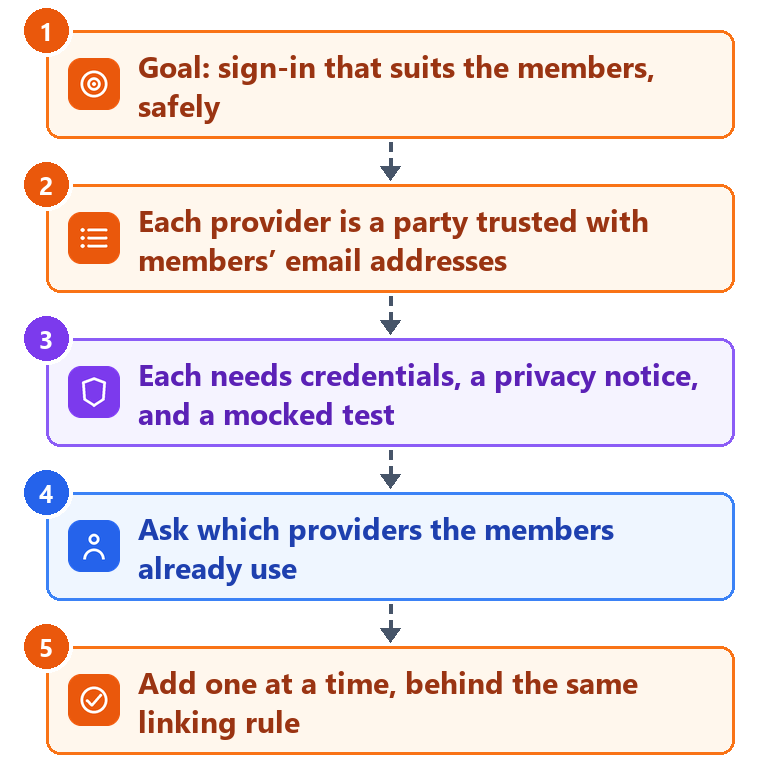 1
Goal: sign-in that suits the members,
safely
2
Each provider is a party trusted with
members’ email addresses
3
Each needs credentials, a privacy notice,
and a mocked test
4
Ask which providers the members
already use
5
Add one at a time, behind the same
linking rule